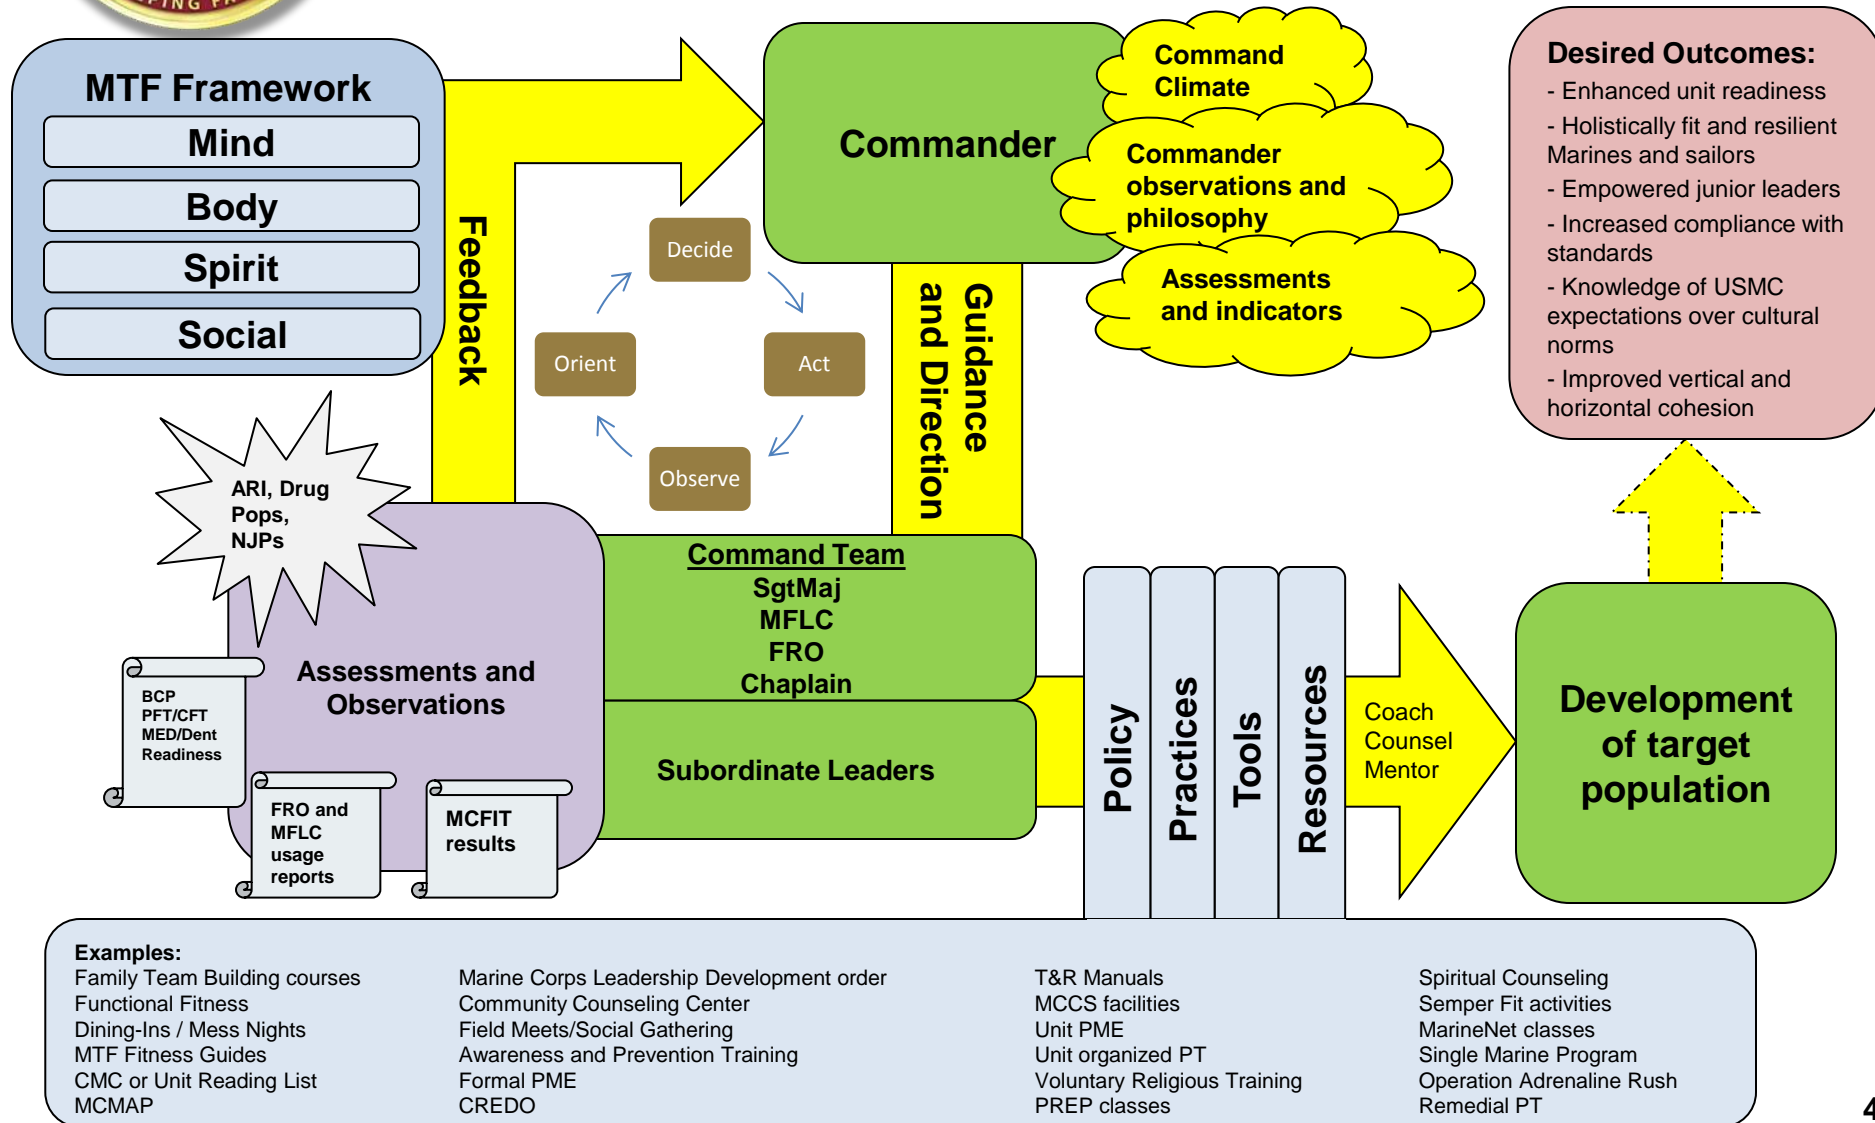 PING FA
MTF Framework
Mind
Body
Spirit
Social
Feedback
Commander
Command
Climate
Commander
observations and
philosophy
Assessments
and indicators
Desired Outcomes:
- Enhanced unit readiness
- Holistically fit and resilient
Marines and sailors
- Empowered junior leaders
- Increased compliance with
standards
- Knowledge of USMC
expectations over cultural
norms
- Improved vertical and
horizontal cohesion
Decide
Act
Observe
Orient
Guidance
and Direction
ARI, Drug
Pops,
NJPs
Assessments and
Observations
BCP
PFT/CFT
MED/Dent
Readiness
FRO and
MFLC
usage
reports
MCFIT
results
Command Team
SgtMaj
MFLC
FRO
Chaplain
Subordinate Leaders
Policy
Practices
Tools
Resources
Coach
Counsel
Mentor
Development
of target
population
Examples:
Family Team Building courses
Functional Fitness
Dining-Ins / Mess Nights
MTF Fitness Guides
CMC or Unit Reading List
MCMAP
Marine Corps Leadership Development order
Community Counseling Center
Field Meets/Social Gathering
Awareness and Prevention Training
Formal PME
CREDO
T&R Manuals
MCCS facilities
Unit PME
Unit organized PT
Voluntary Religious Training
PREP classes
Spiritual Counseling
Semper Fit activities
MarineNet classes
Single Marine Program
Operation Adrenaline Rush
Remedial PT
4